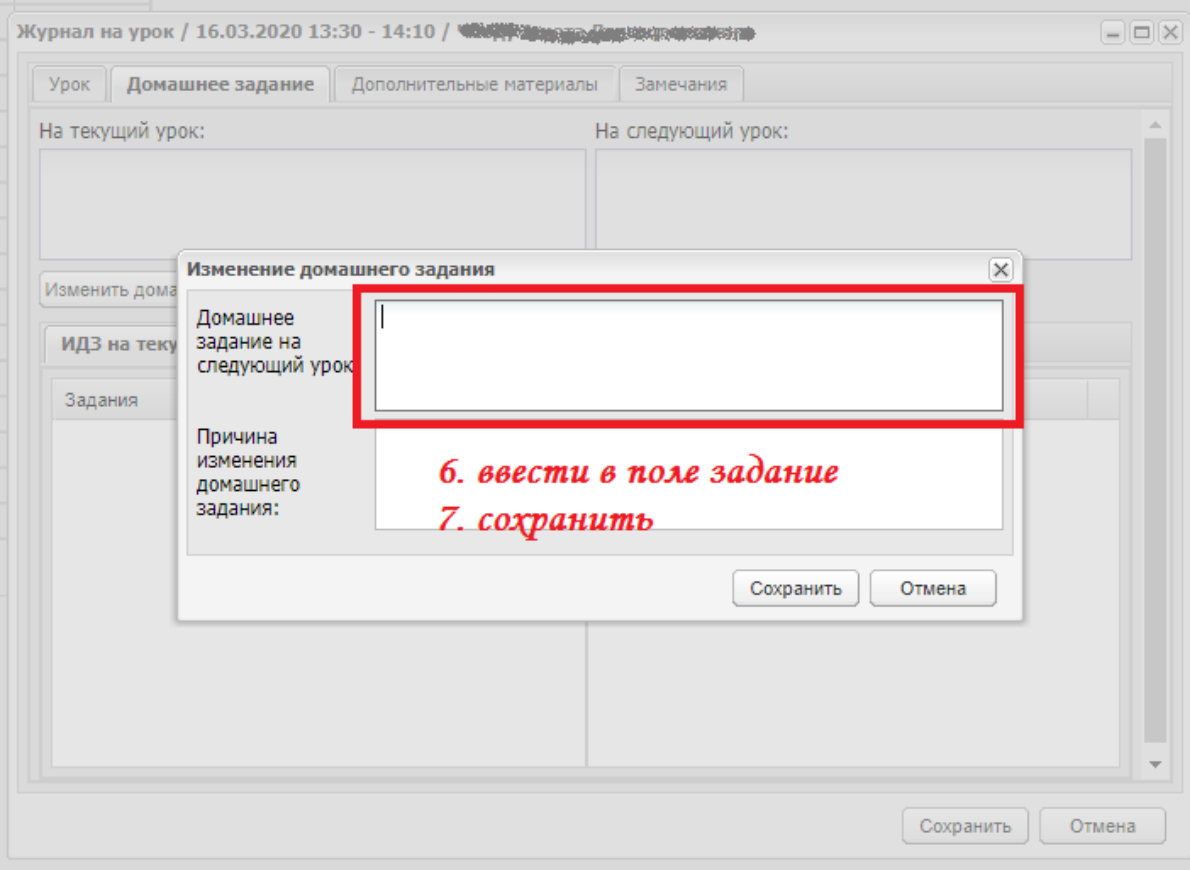 Журнал на урок / 16.03.2020 13:30 - 14:10 /
Урок
Домашнее задание
Дополнительные материалы
Замечания
На текущий урок:
На следующий урок:
Изменение домашнего задания
Изменить дома
Домашнее
задание на
следующий урок
ИДЗ на теку
Задания
Причина
изменения
домашнего
задания:
6. ввести в поле задание
7. сохранить
Сохранить
Отмена
Сохранить
Отмена